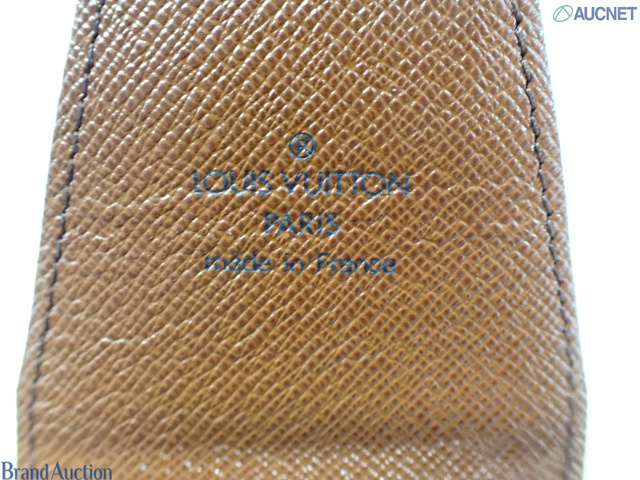 AUCNET
®
LOUIS VUITTON
PARIS
made in France
Brand Auction